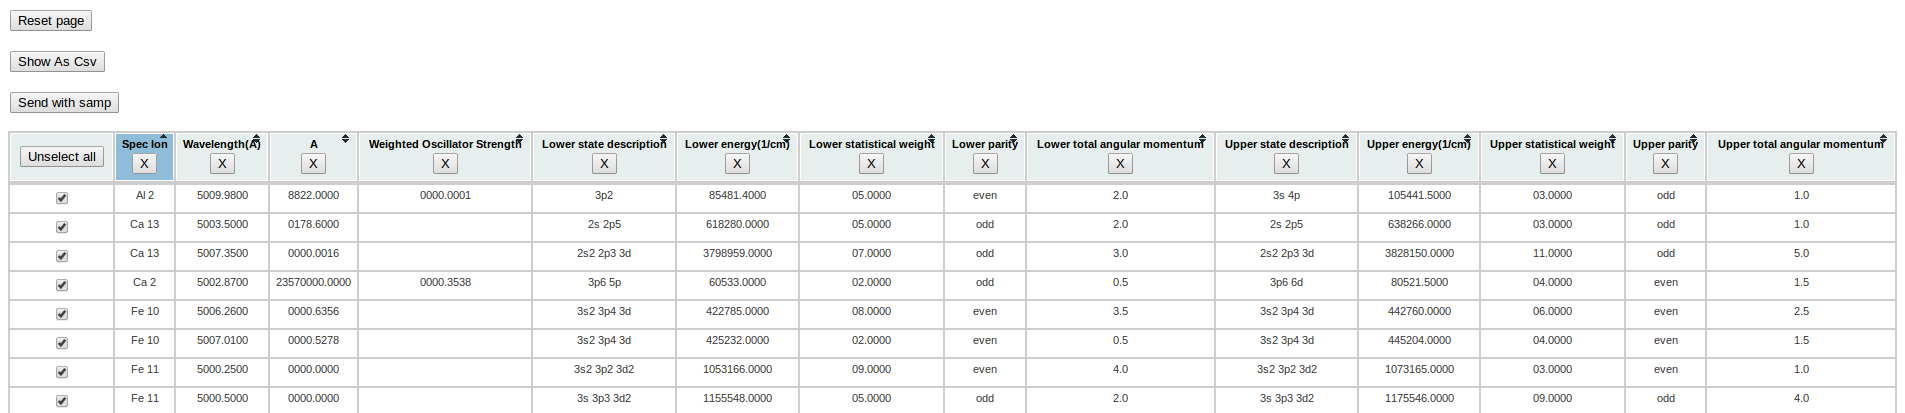 Reset page
Show As Csv
Send with samp
Unselect all Spec Ion X Wavelength(A) X A X Weighted Oscillator Strength X Lower state description X Lower energy(1/cm) X Lower statistical weight X Lower parity X Lower total angular momentum X Upper state description X Upper energy(1/cm) X Upper statistical weight X Upper parity X Upper total angular momentum X
Al 2 5009.9800 8822.0000 0000.0001 3p2 85481.4000 05.0000 even 2.0 3s 4p 105441.5000 03.0000 odd 1.0
Ca 13 5003.5000 0178.6000 2s 2p5 618280.0000 05.0000 odd 2.0 2s 2p5 638266.0000 03.0000 odd 1.0
Ca 13 5007.3500 0000.0016 2s2 2p3 3d 3798959.0000 07.0000 odd 3.0 2s2 2p3 3d 3828150.0000 11.0000 odd 5.0
Ca 2 5002.8700 23570000.0000 0000.3538 3p6 5p 60533.0000 02.0000 odd 0.5 3p6 6d 80521.5000 04.0000 even 1.5
Fe 10 5006.2600 0000.6356 3s2 3p4 3d 422785.0000 08.0000 even 3.5 3s2 3p4 3d 442760.0000 06.0000 even 2.5
Fe 10 5007.0100 0000.5278 3s2 3p4 3d 425232.0000 02.0000 even 0.5 3s2 3p4 3d 445204.0000 04.0000 even 1.5
Fe 11 5000.2500 0000.0000 3s2 3p2 3d2 1053166.0000 09.0000 even 4.0 3s2 3p2 3d2 1073165.0000 03.0000 even 1.0
Fe 11 5000.5000 0000.0000 3s 3p3 3d2 1155548.0000 05.0000 odd 2.0 3s 3p3 3d2 1175546.0000 09.0000 odd 4.0